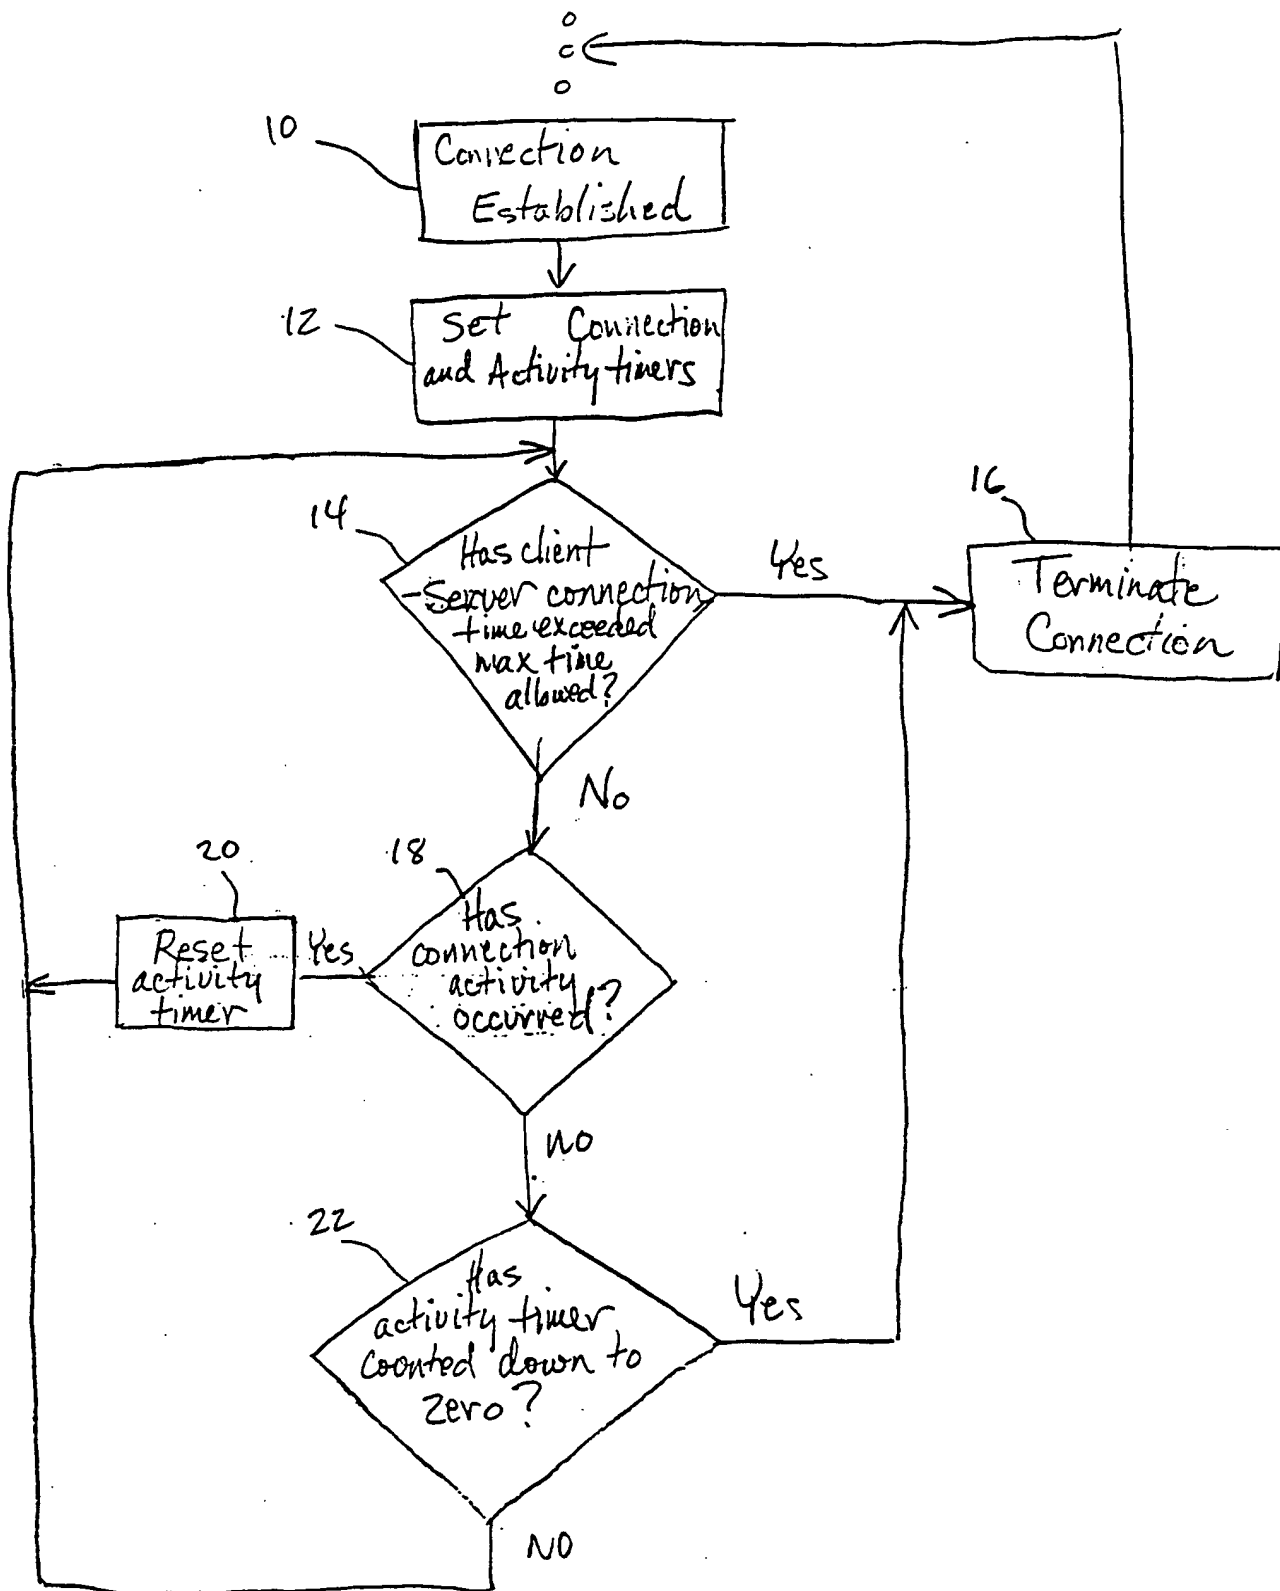 10
Connection
Established
12
Set Connection
and Activity timers
14
Has client
-Server connection
time exceeded
max time
allowed?
Yes
16
Terminate
Connection
No
18
Has
connection
activity
occurred?
Yes
20
Reset
activity
timer
no
22
Has
activity timer
counted down to
zero?
Yes
NO